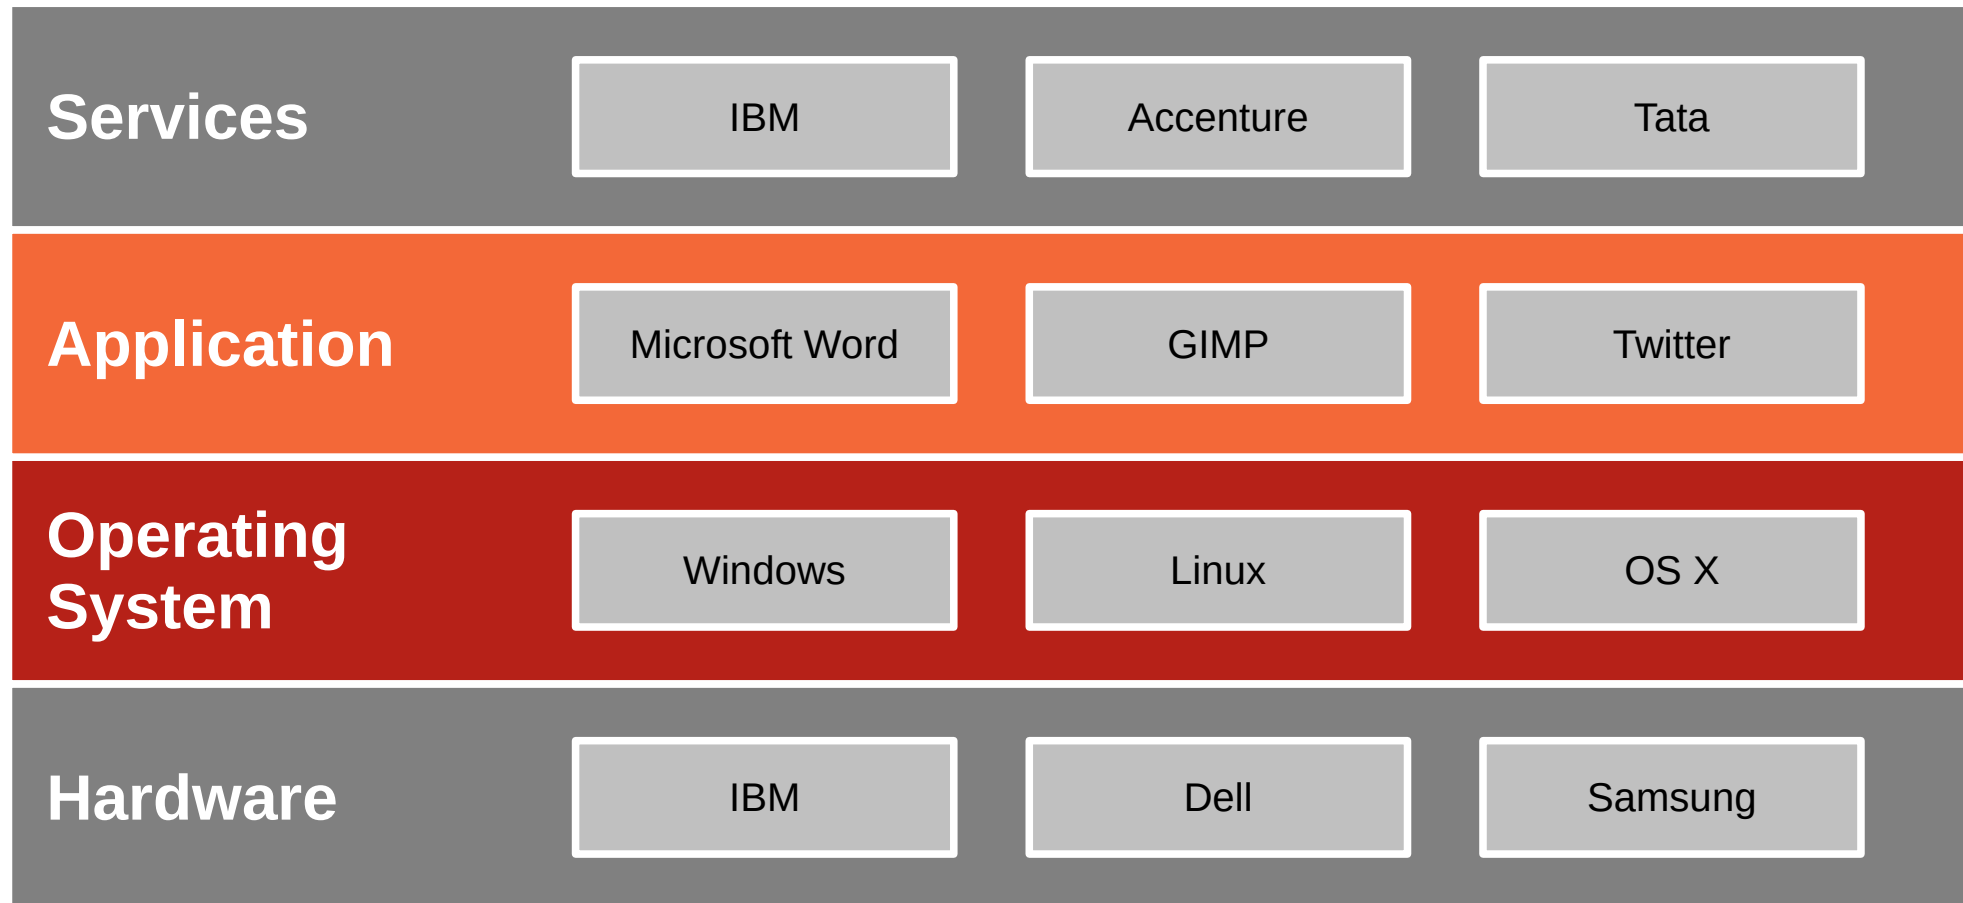 Services
IBM
Accenture
Tata
Application
Microsoft Word
GIMP
Twitter
Operating
System
Windows
Linux
OS X
Hardware
IBM
Dell
Samsung